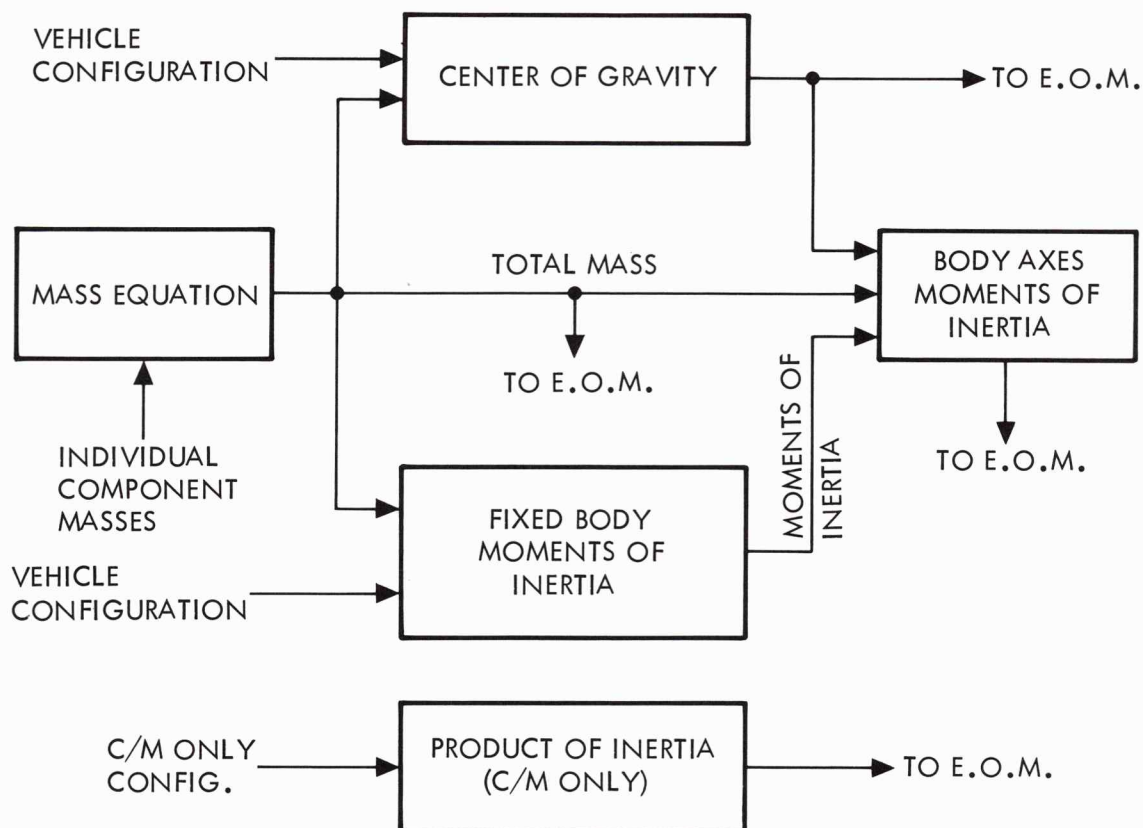 VEHICLE
CONFIGURATION
CENTER OF GRAVITY
TO E.O.M.
MASS EQUATION
TOTAL MASS
BODY AXES
MOMENTS OF
INERTIA
TO E.O.M.
TO E.O.M.
INDIVIDUAL
COMPONENT
MASSES
MOMENTS OF
INERTIA
FIXED BODY
MOMENTS OF
INERTIA
VEHICLE
CONFIGURATION
C/M ONLY
CONFIG.
PRODUCT OF INERTIA
(C/M ONLY)
TO E.O.M.